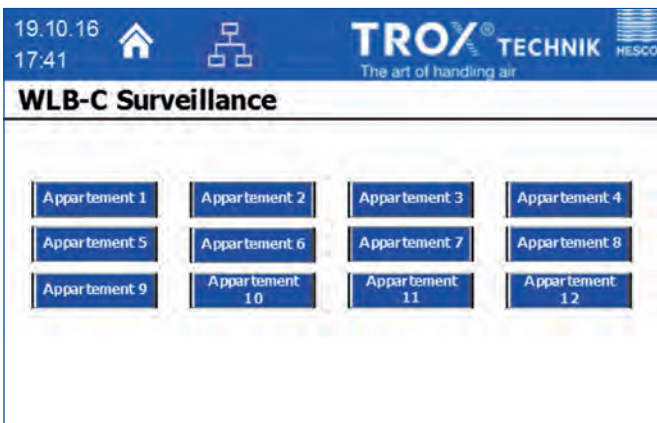 19.10.16
17:41
TROX® TECHNIK
HESCO
The art of handling air
WLB-C Surveillance
Appartement 1
Appartement 2
Appartement 3
Appartement 4
Appartement 5
Appartement 6
Appartement 7
Appartement 8
Appartement 9
Appartement
10
Appartement
11
Appartement
12